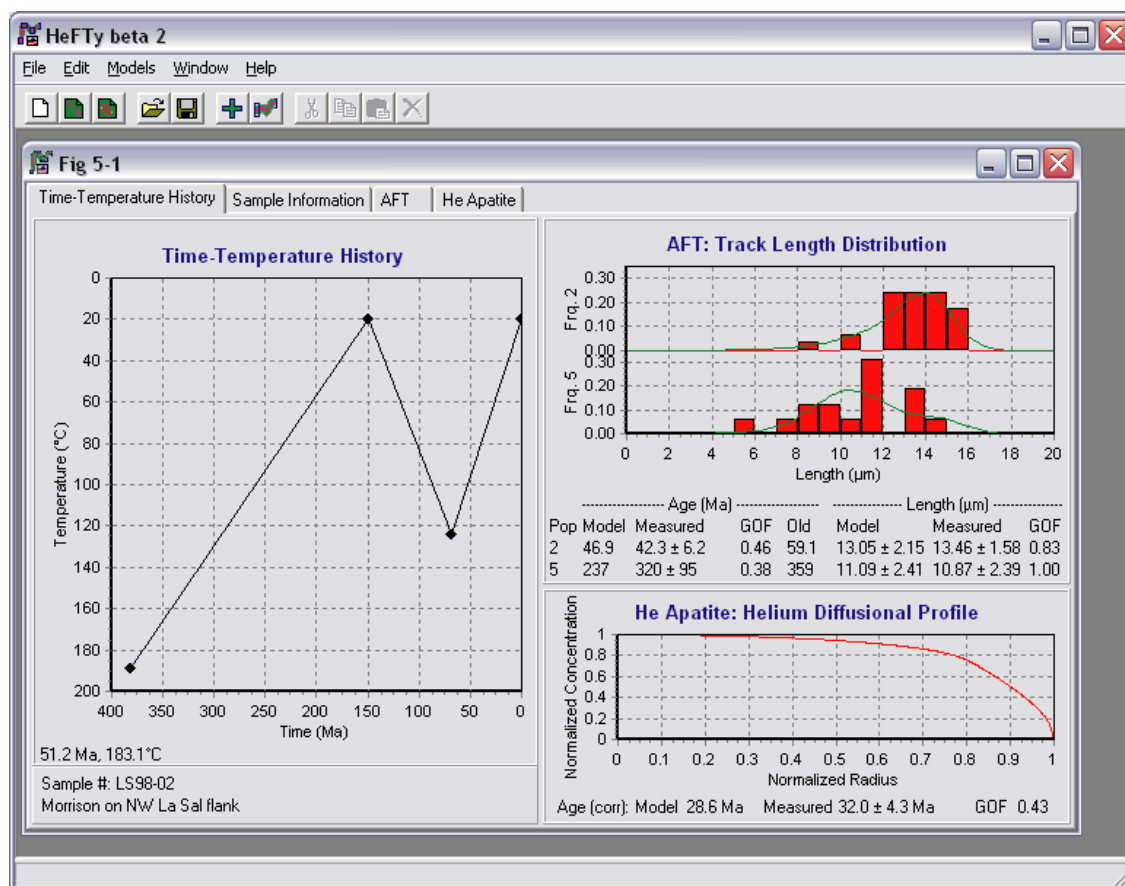 HeFTy beta 2
File Edit Models Window Help
Fig 5-1
Time-Temperature History Sample Information AFT He Apatite
Time-Temperature History
0
20
40
60
80
100
120
140
160
180
200
Temperature (°C)
400 350 300 250 200 150 100 50 0
Time (Ma)
51.2 Ma, 183.1°C
Sample #: LS98-02
Morrison on NW La Sal flank
AFT: Track Length Distribution
Frq. 2
0.30
0.20
0.10
0.00
Frq. 5
0.30
0.20
0.10
0.00
0 2 4 6 8 10 12 14 16 18 20
Length (µm)
--------------- Age (Ma) --------------- ------------ Length (µm) ------------
Pop Model Measured GOF Old Model Measured GOF
2 46.9 42.3 ± 6.2 0.46 59.1 13.05 ± 2.15 13.46 ± 1.58 0.83
5 237 320 ± 95 0.38 359 11.09 ± 2.41 10.87 ± 2.39 1.00
He Apatite: Helium Diffusional Profile
Normalized Concentration
1
0.8
0.6
0.4
0.2
0
0 0.1 0.2 0.3 0.4 0.5 0.6 0.7 0.8 0.9 1
Normalized Radius
Age (corr): Model 28.6 Ma Measured 32.0 ± 4.3 Ma GOF 0.43